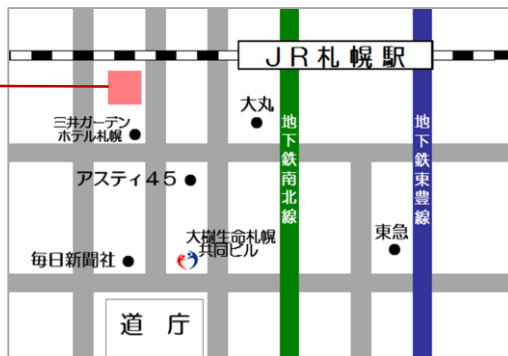 JR札幌駅
大丸
三井ガーデン
ホテル札幌
地下鉄南北線
地下鉄東豊線
アスティ45
大樹生命札幌
共同ビル
東急
毎日新聞社
道庁